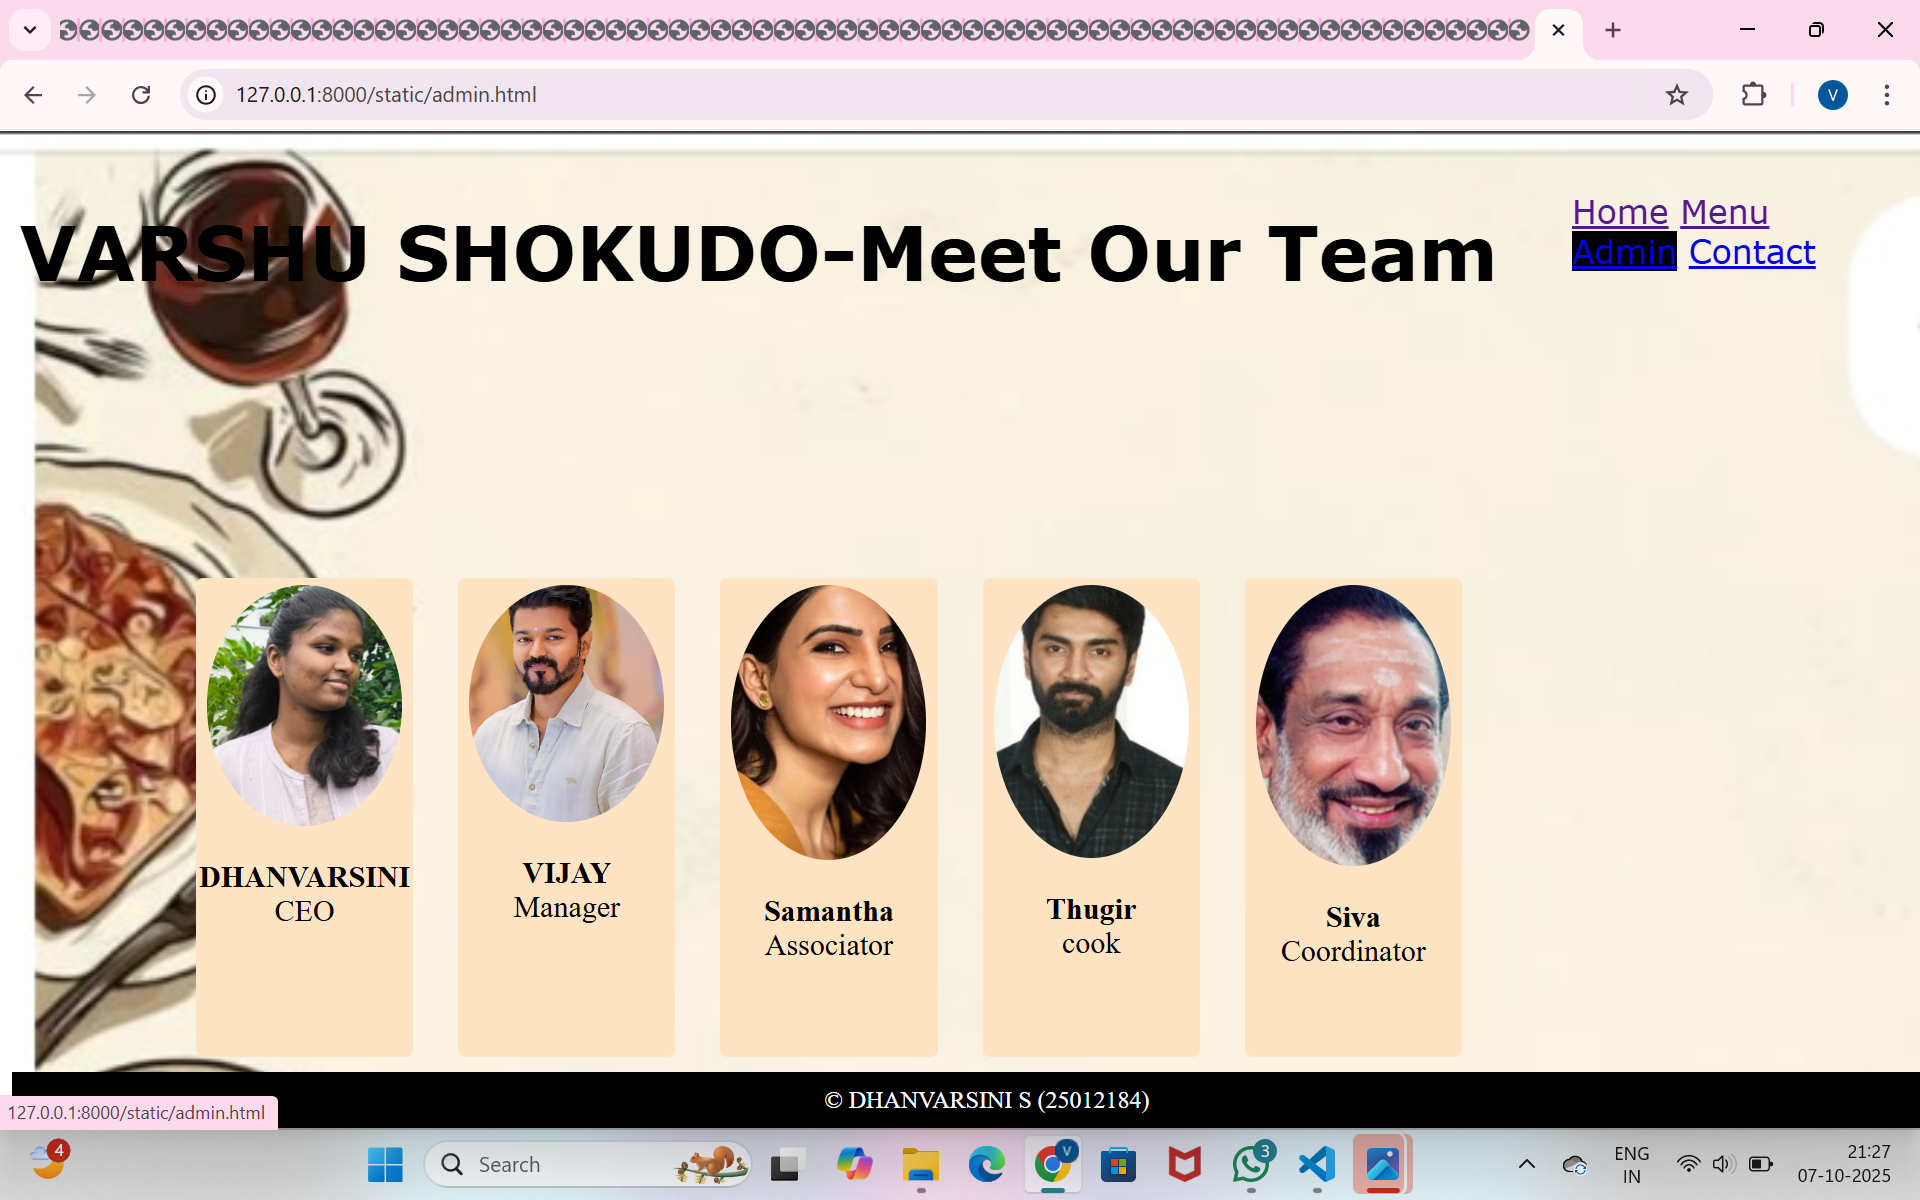 127.0.0.1:8000/static/admin.html
V
VARSHU SHOKUDO-Meet Our Team
Home Menu
Admin Contact
DHANVARSINI
CEO
VIJAY
Manager
Samantha
Associator
Thugir
cook
Siva
Coordinator
© DHANVARSINI S (25012184)
127.0.0.1:8000/static/admin.html
4
Search
V
3
ENG
IN
21:27
07-10-2025